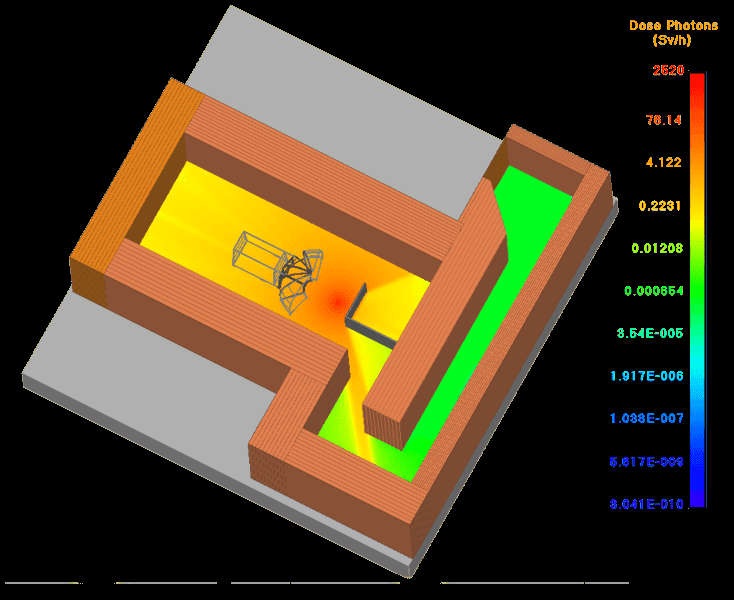 Dose Photons
(Sv/h)
2520
76.14
4.122
0.2231
0.01208
0.000654
3.54E-005
1.917E-006
1.038E-007
5.617E-009
3.041E-010